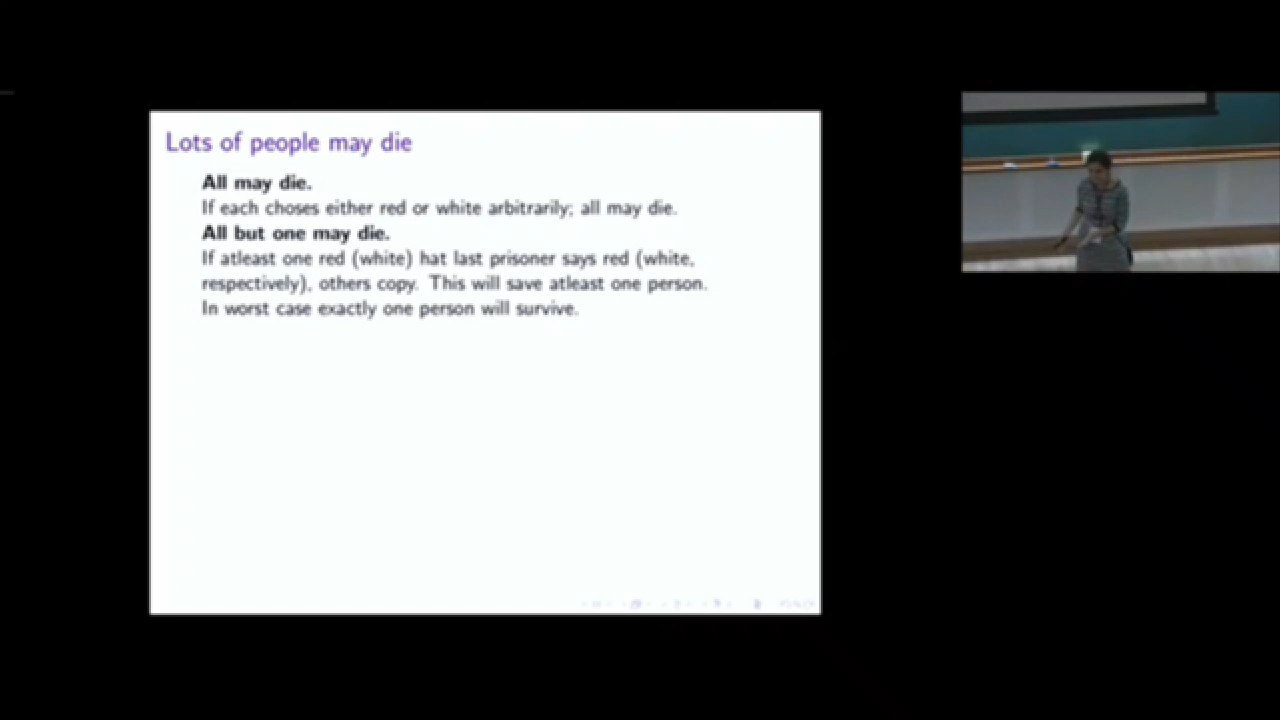 Lots of people may die
All may die.
If each choses either red or white arbitrarily; all may die.
All but one may die.
If atleast one red (white) hat last prisoner says red (white,
respectively), others copy. This will save atleast one person.
In worst case exactly one person will survive.